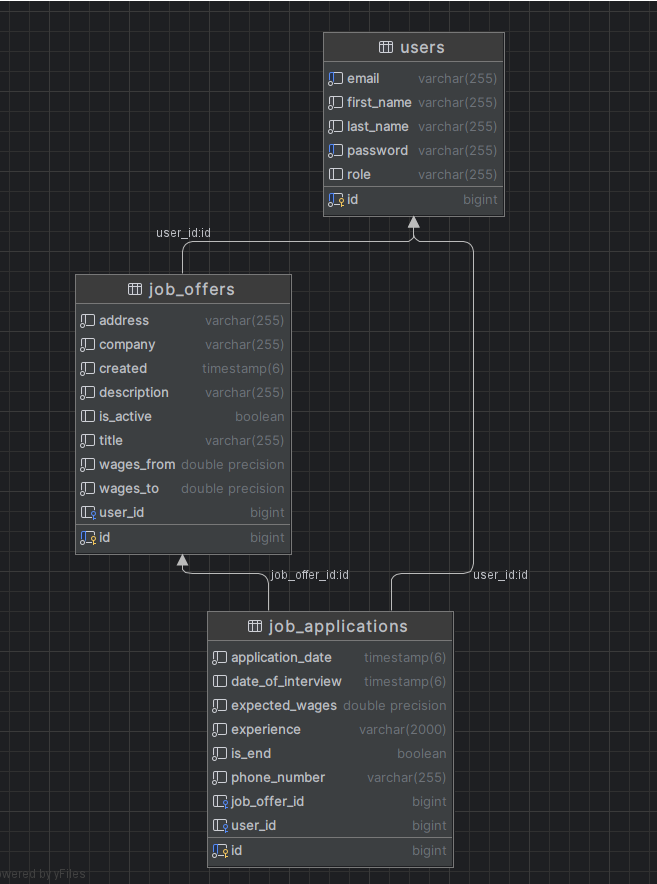 users
email varchar(255)
first_name varchar(255)
last_name varchar(255)
password varchar(255)
role varchar(255)
id bigint
user_id:id
job_offers
address varchar(255)
company varchar(255)
created timestamp(6)
description varchar(255)
is_active boolean
title varchar(255)
wages_from double precision
wages_to double precision
user_id bigint
id bigint
job_offer_id:id user_id:id
job_applications
application_date timestamp(6)
date_of_interview timestamp(6)
expected_wages double precision
experience varchar(2000)
is_end boolean
phone_number varchar(255)
job_offer_id bigint
user_id bigint
id bigint
owered by yFiles